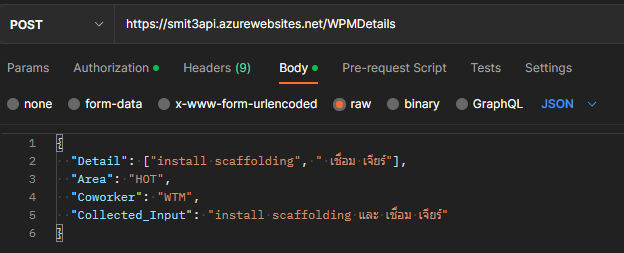 POST
https://smit3api.azurewebsites.net/WPMDetails
Params Authorization Headers (9) Body Pre-request Script Tests Settings
none form-data x-www-form-urlencoded raw binary GraphQL JSON
1 {
2 "Detail": ["install scaffolding", " เชื่อม เจียร์"],
3 "Area": "HOT",
4 "Coworker": "WTM",
5 "Collected_Input": "install scaffolding และ เชื่อม เจียร์"
6 }